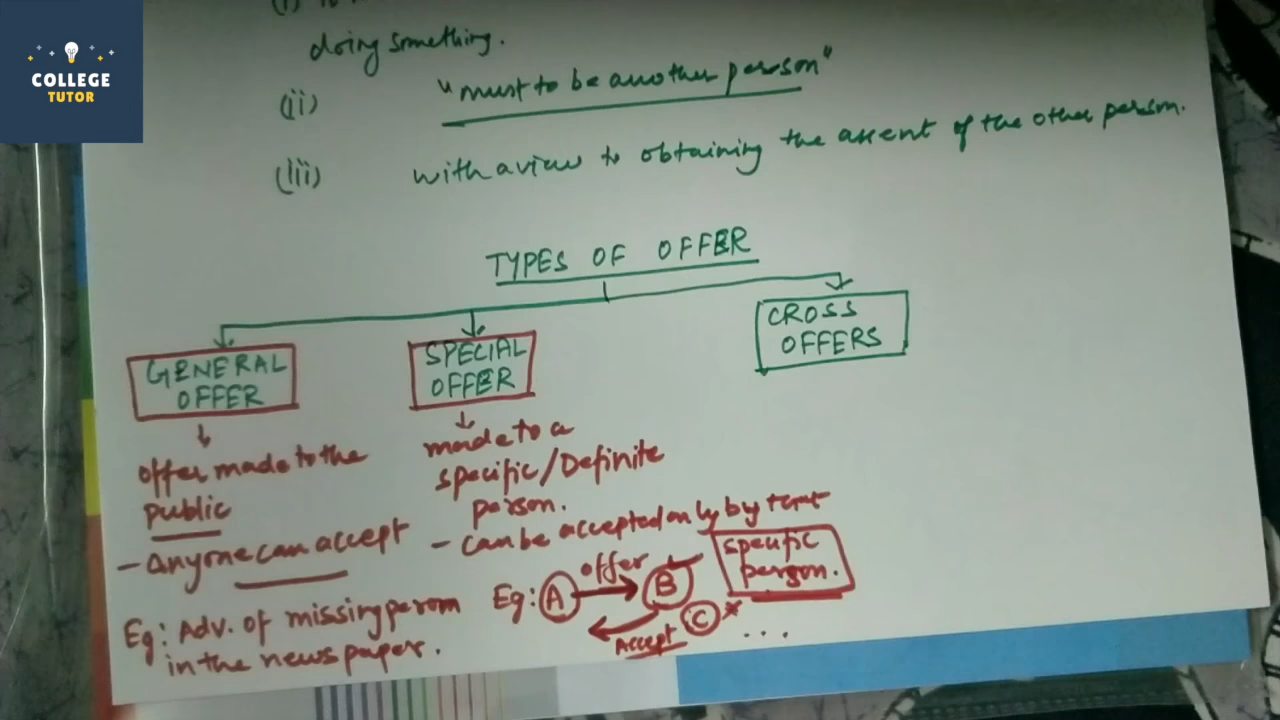 COLLEGE
TUTOR
doing something.
(ii) "must to be another person"
(iii) with a view to obtaining the assent of the other person.
TYPES OF OFFER
GENERAL
OFFER
offer made to the
public
- Anyone can accept
Eg: Adv. of missing person
in the newspaper.
SPECIAL
OFFER
made to a
specific/Definite
person.
- can be accepted only by that
specific
person.
Eg: A offer B
C ×
Accept
...
CROSS
OFFERS